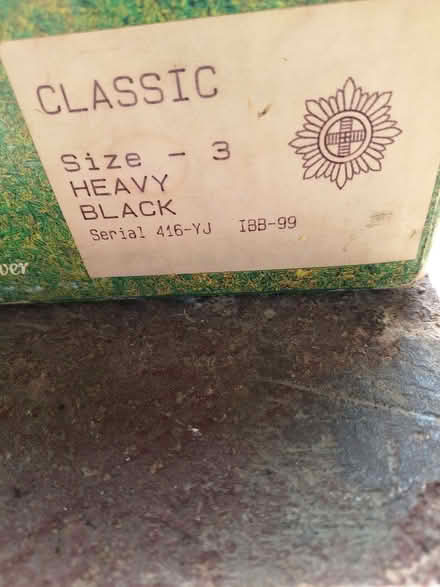 CLASSIC
Size - 3
HEAVY
BLACK
Serial 416-YJ IBB-99